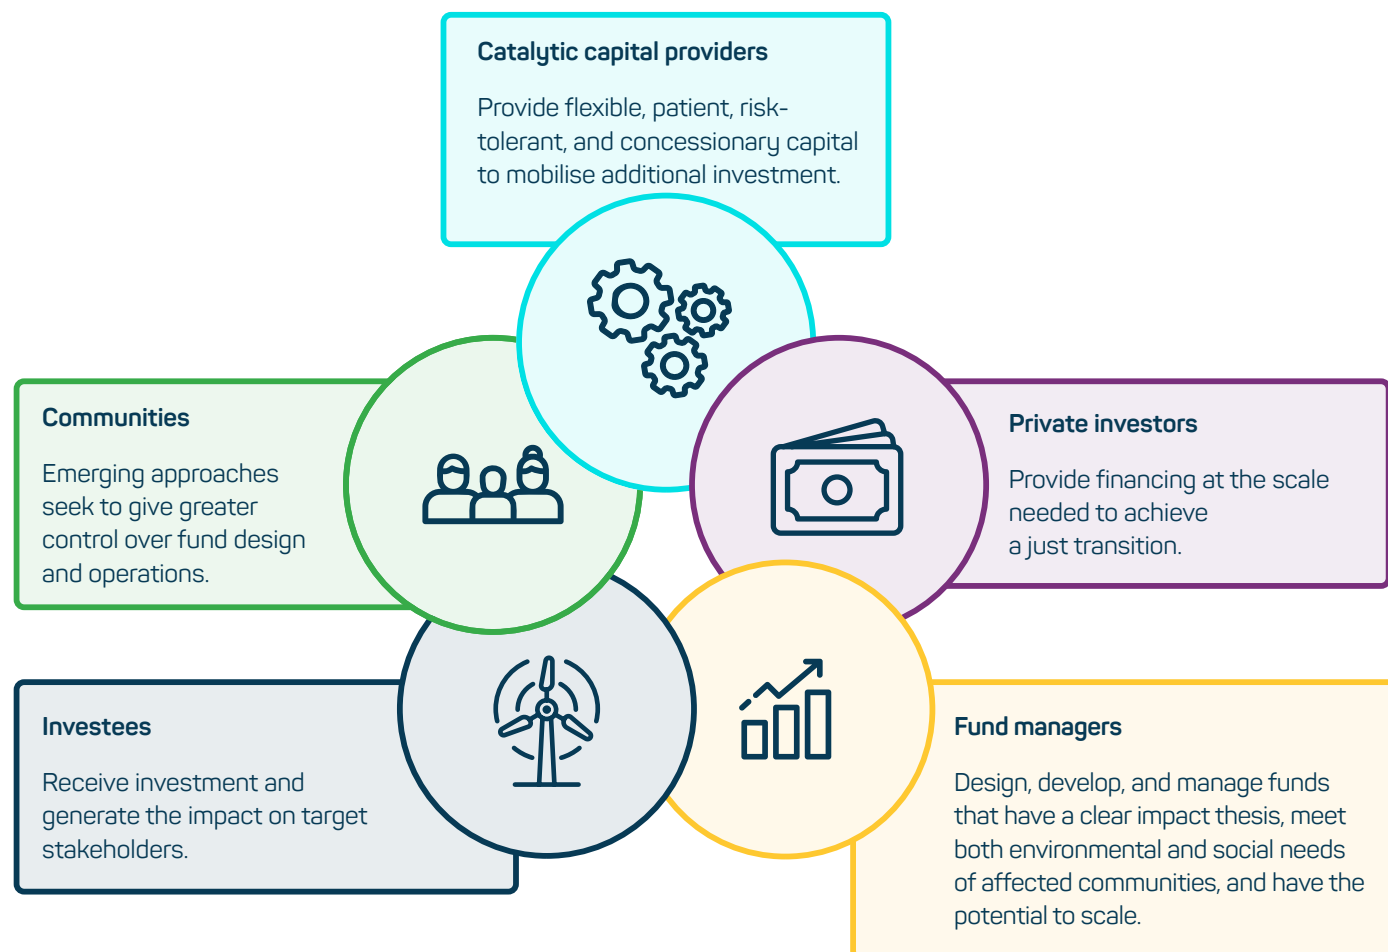 Catalytic capital providers
Provide flexible, patient, risk-
tolerant, and concessionary capital
to mobilise additional investment.
Communities
Emerging approaches
seek to give greater
control over fund design
and operations.
Private investors
Provide financing at the scale
needed to achieve
a just transition.
Investees
Receive investment and
generate the impact on target
stakeholders.
Fund managers
Design, develop, and manage funds
that have a clear impact thesis, meet
both environmental and social needs
of affected communities, and have the
potential to scale.